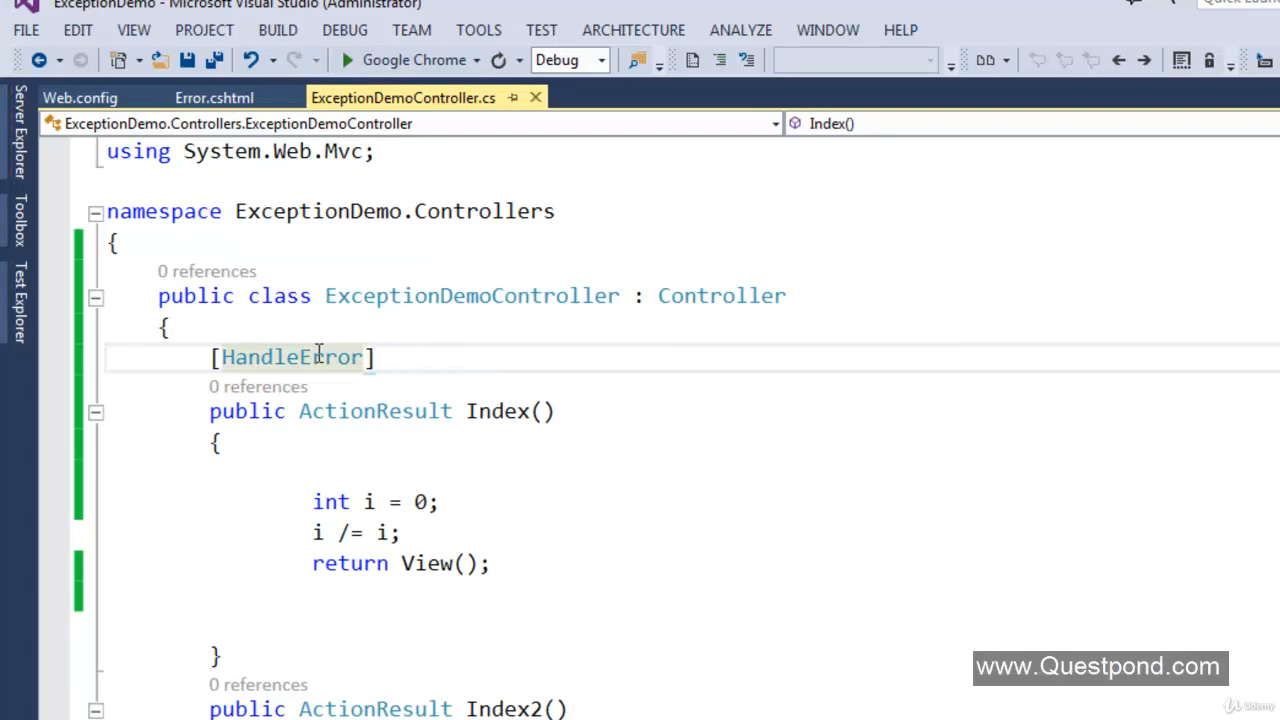 ExceptionDemo - Microsoft Visual Studio (Administrator)
Quick Laun
FILE EDIT VIEW PROJECT BUILD DEBUG TEAM TOOLS TEST ARCHITECTURE ANALYZE WINDOW HELP
Google Chrome Debug
Server Explorer
Toolbox
Test Explorer
Web.config Error.cshtml ExceptionDemoController.cs
ExceptionDemo.Controllers.ExceptionDemoController Index()
using System.Web.Mvc;
namespace ExceptionDemo.Controllers
{
0 references
public class ExceptionDemoController : Controller
{
[HandleError]
0 references
public ActionResult Index()
{
int i = 0;
i /= i;
return View();
}
www.Questpond.com
0 references
public ActionResult Index2()
Udemy